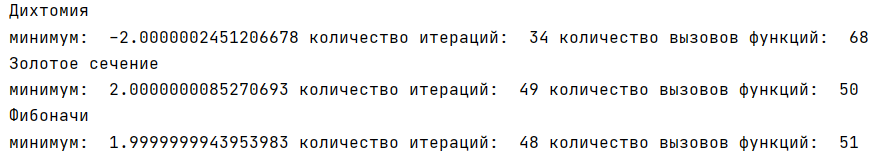 Дихтомия
минимум:  -2.0000002451206678 количество итераций:  34 количество вызовов функций:  68
Золотое сечение
минимум:  2.0000000085270693 количество итераций:  49 количество вызовов функций:  50
Фибоначи
минимум:  1.9999999943953983 количество итераций:  48 количество вызовов функций:  51